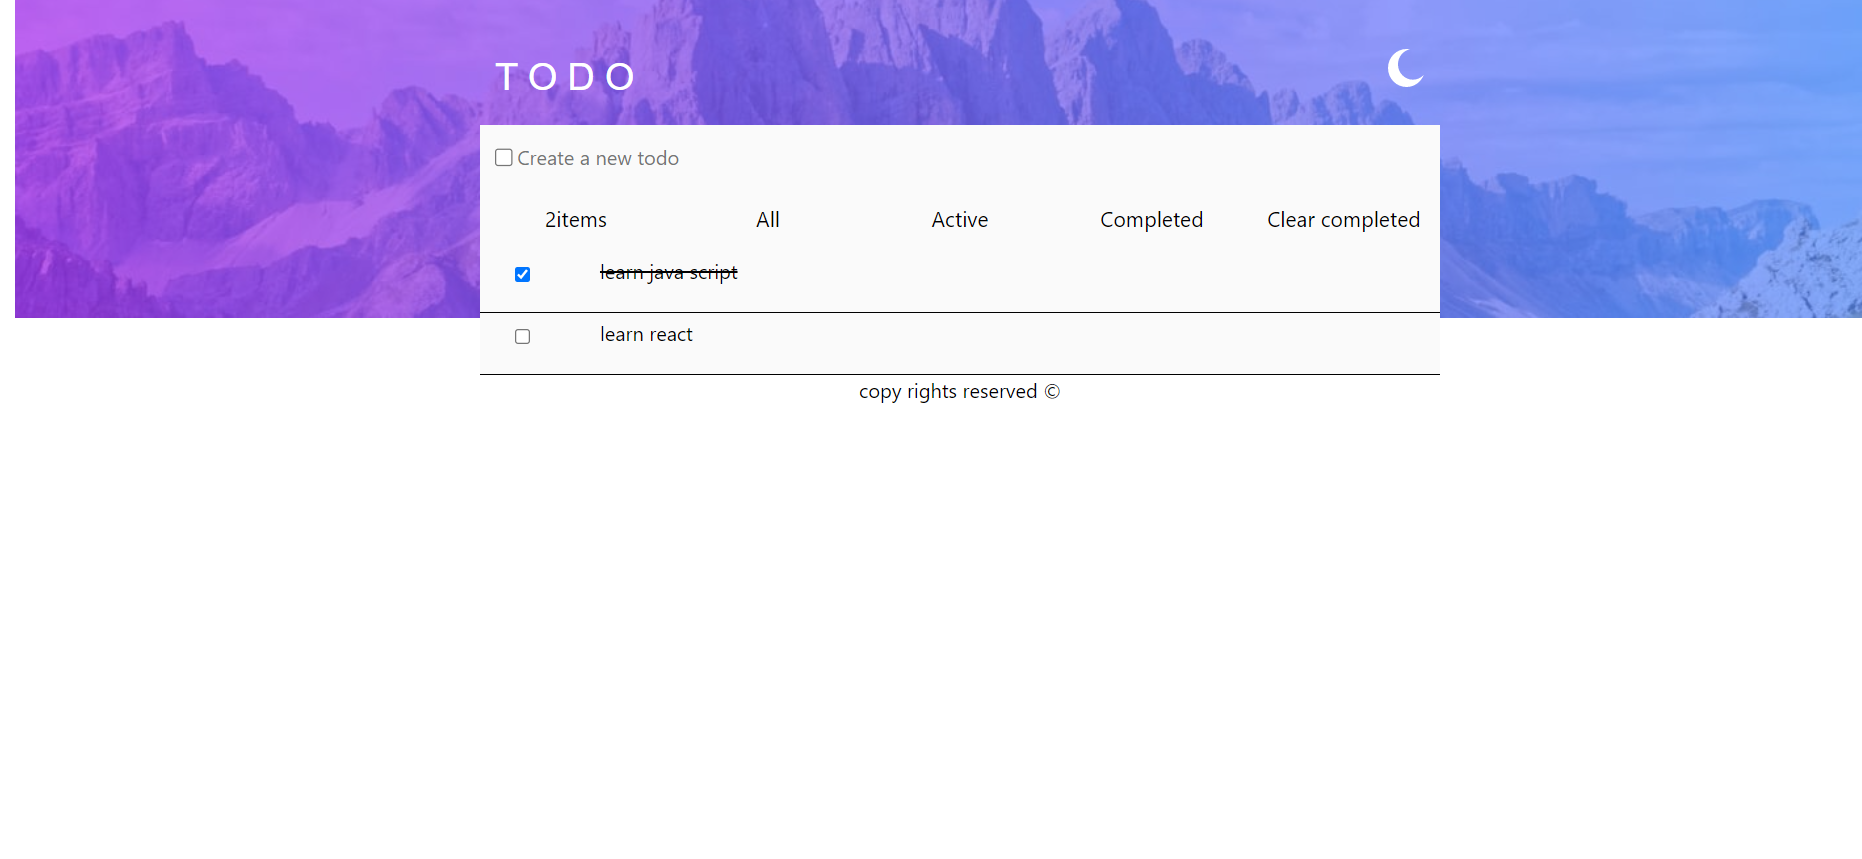 TODO
Create a new todo
2items All Active Completed Clear completed
learn java script
learn react
copy rights reserved ©